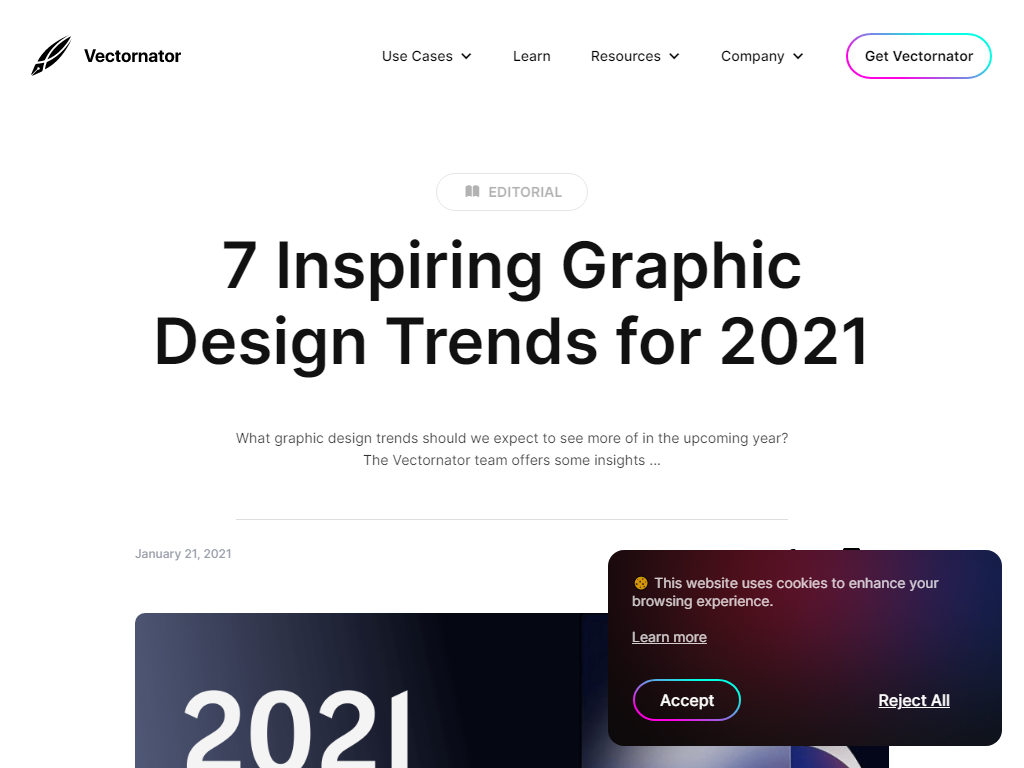 Vectornator
Use Cases
Learn
Resources
Company
Get Vectornator
EDITORIAL
7 Inspiring Graphic
Design Trends for 2021
What graphic design trends should we expect to see more of in the upcoming year?
The Vectornator team offers some insights ...
January 21, 2021
This website uses cookies to enhance your
browsing experience.
Learn more
Accept
Reject All
2021